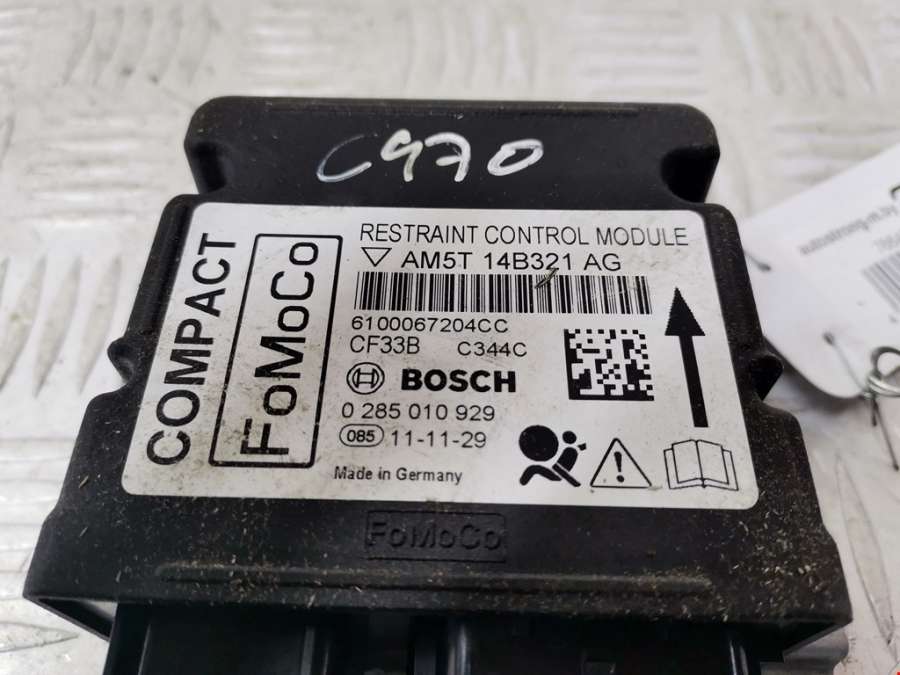 C970
RESTRAINT CONTROL MODULE
AM5T 14B321 AG
6100067204CC
CF33B C344C
BOSCH
0 285 010 929
085 11-11-29
Made in Germany
COMPACT
FoMoCo
FoMoCo